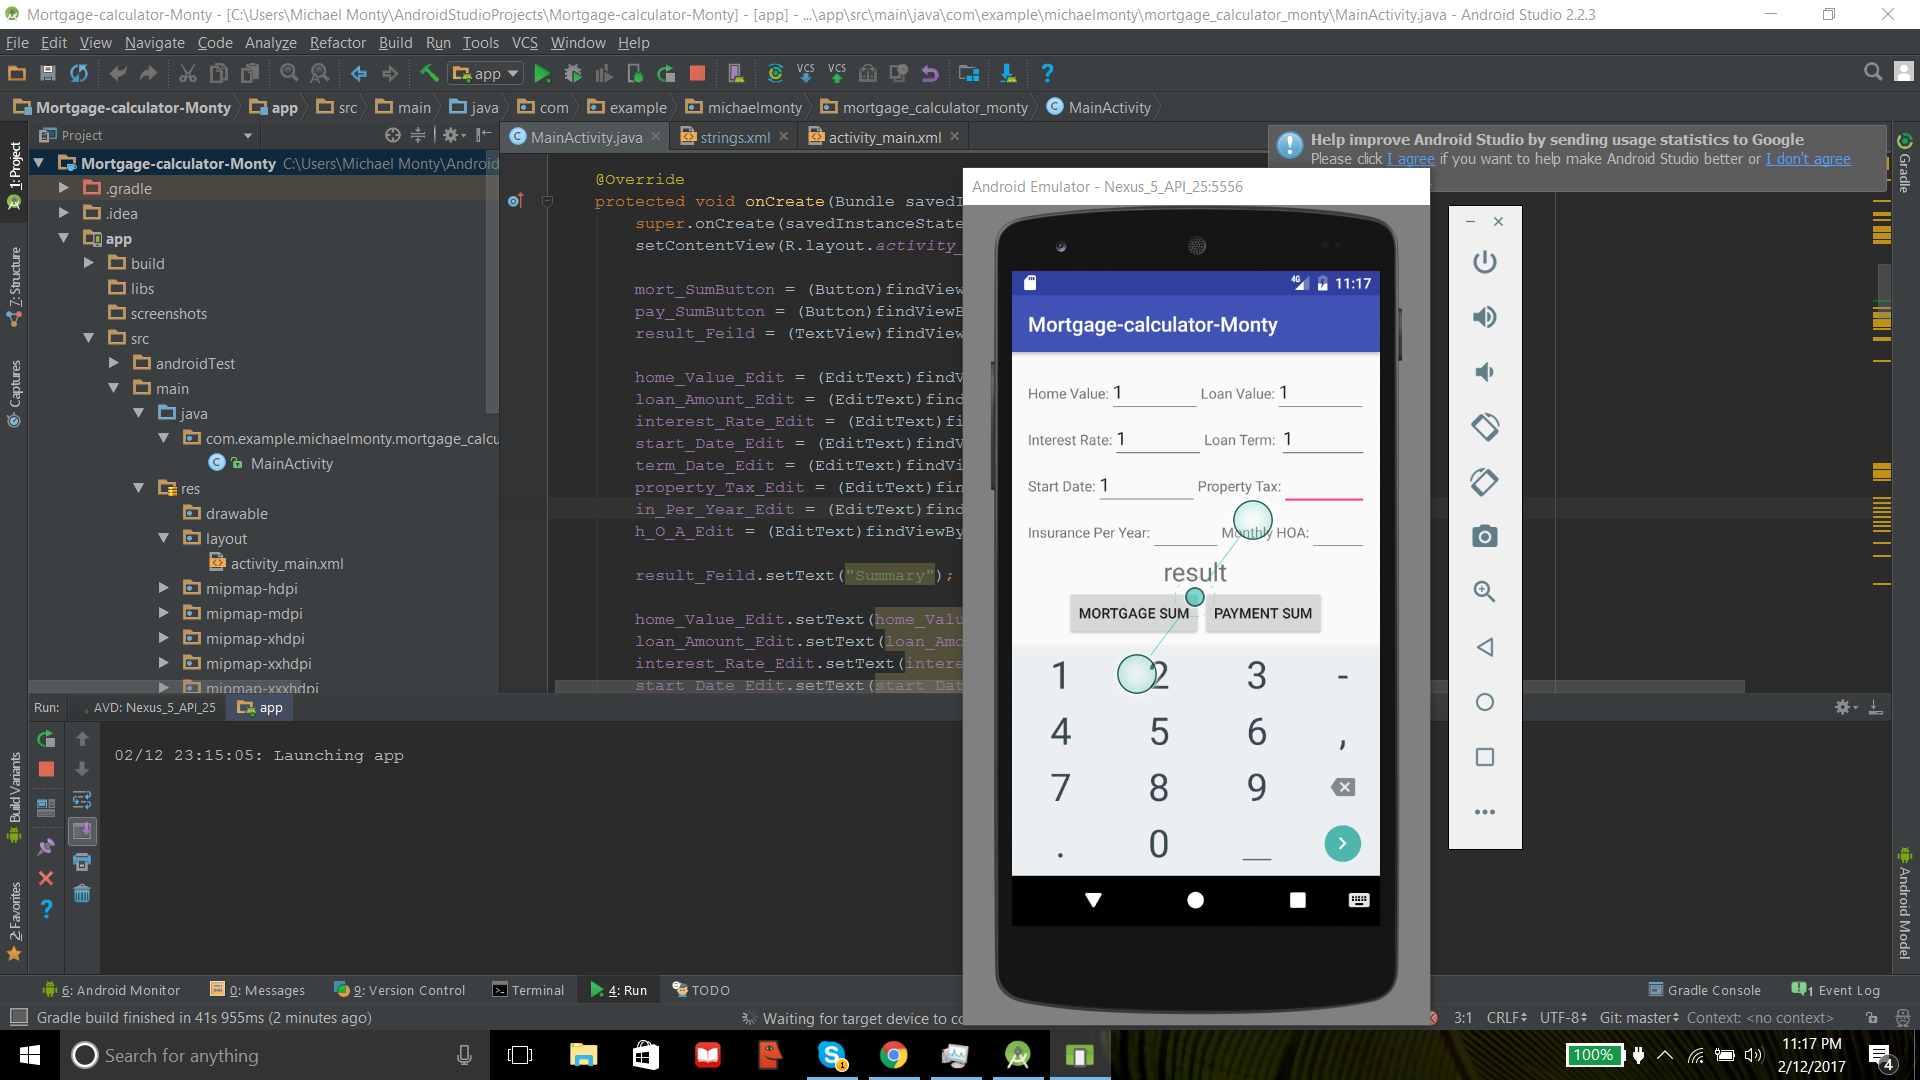 Mortgage-calculator-Monty - [C:\Users\Michael Monty\AndroidStudioProjects\Mortgage-calculator-Monty] - [app] - ...\app\src\main\java\com\example\michaelmonty\mortgage_calculator_monty\MainActivity.java - Android Studio 2.2.3
File Edit View Navigate Code Analyze Refactor Build Run Tools VCS Window Help
app VCS VCS ?
Mortgage-calculator-Monty app src main java com example michaelmonty mortgage_calculator_monty MainActivity
Project
MainActivity.java strings.xml activity_main.xml
Help improve Android Studio by sending usage statistics to Google
Please click I agree if you want to help make Android Studio better or I don't agree
1: Project
7: Structure
Captures
Build Variants
2: Favorites
Mortgage-calculator-Monty C:\Users\Michael Monty\Android
.gradle
.idea
app
build
libs
screenshots
src
androidTest
main
java
com.example.michaelmonty.mortgage_calcu
MainActivity
res
drawable
layout
activity_main.xml
mipmap-hdpi
mipmap-mdpi
mipmap-xhdpi
mipmap-xxhdpi
mipmap-xxxhdpi
@Override
protected void onCreate(Bundle savedI
super.onCreate(savedInstanceState
setContentView(R.layout.activity_
mort_SumButton = (Button)findView
pay_SumButton = (Button)findViewB
result_Feild = (TextView)findView
home_Value_Edit = (EditText)findV
loan_Amount_Edit = (EditText)find
interest_Rate_Edit = (EditText)fi
start_Date_Edit = (EditText)findV
term_Date_Edit = (EditText)findVi
property_Tax_Edit = (EditText)fin
in_Per_Year_Edit = (EditText)find
h_O_A_Edit = (EditText)findViewBy
result_Feild.setText("Summary");
home_Value_Edit.setText(home_Valu
loan_Amount_Edit.setText(loan_Amo
interest_Rate_Edit.setText(intere
start_Date_Edit.setText(start_Dat
Android Emulator - Nexus_5_API_25:5556
4G 11:17
Mortgage-calculator-Monty
Home Value: 1 Loan Value: 1
Interest Rate: 1 Loan Term: 1
Start Date: 1 Property Tax:
Insurance Per Year: Monthly HOA:
result
MORTGAGE SUM PAYMENT SUM
1 2 3 -
4 5 6 ,
7 8 9
. 0 _
Gradle
Android Model
Run: AVD: Nexus_5_API_25 app
02/12 23:15:05: Launching app
?
6: Android Monitor 0: Messages 9: Version Control Terminal 4: Run TODO Gradle Console 1 Event Log
Gradle build finished in 41s 955ms (2 minutes ago) Waiting for target device to co 3:1 CRLF UTF-8 Git: master Context: <no context>
Search for anything 1 100% 11:17 PM
2/12/2017 4